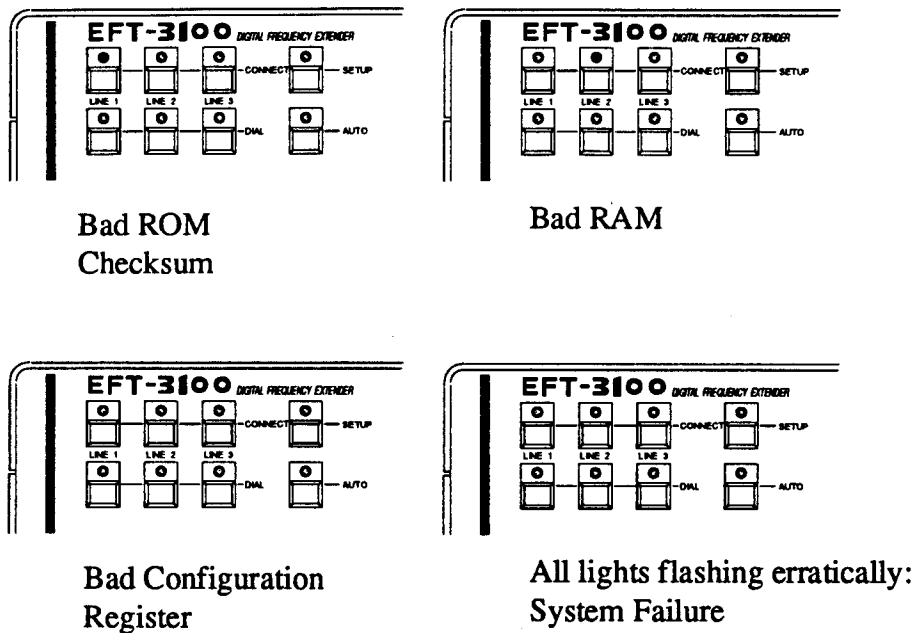 EFT-3100 DIGITAL FREQUENCY EXTENDER
CONNECT SETUP
LINE 1 LINE 2 LINE 3
DIAL AUTO
Bad ROM
Checksum
EFT-3100 DIGITAL FREQUENCY EXTENDER
CONNECT SETUP
LINE 1 LINE 2 LINE 3
DIAL AUTO
Bad RAM
EFT-3100 DIGITAL FREQUENCY EXTENDER
CONNECT SETUP
LINE 1 LINE 2 LINE 3
DIAL AUTO
Bad Configuration
Register
EFT-3100 DIGITAL FREQUENCY EXTENDER
CONNECT SETUP
LINE 1 LINE 2 LINE 3
DIAL AUTO
All lights flashing erratically:
System Failure